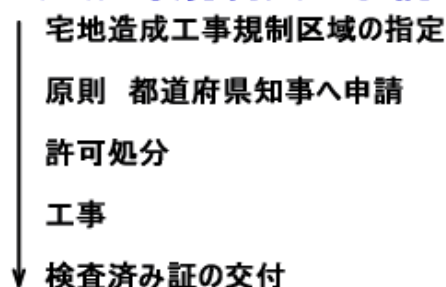 宅地造成工事規制区域の指定
原則 都道府県知事へ申請
許可処分
工事
検査済み証の交付